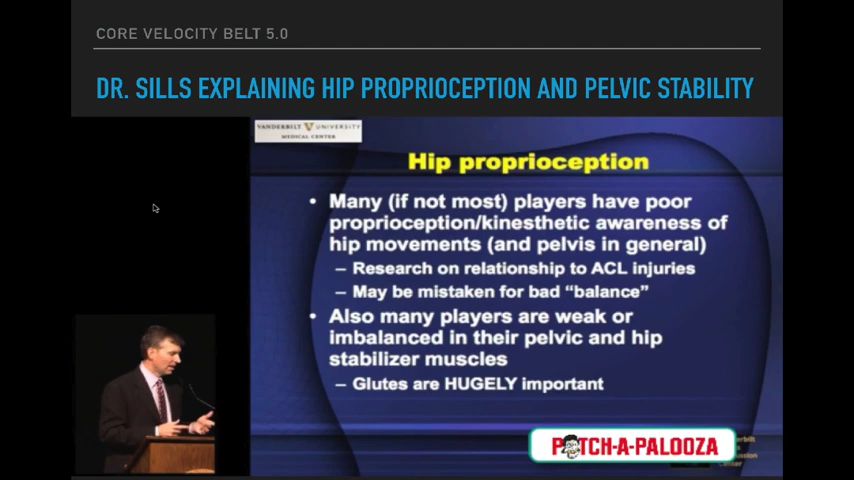 CORE VELOCITY BELT 5.0
DR. SILLS EXPLAINING HIP PROPRIOCEPTION AND PELVIC STABILITY
VANDERBILT UNIVERSITY
MEDICAL CENTER
Hip proprioception
• Many (if not most) players have poor
proprioception/kinesthetic awareness of
hip movements (and pelvis in general)
– Research on relationship to ACL injuries
– May be mistaken for bad “balance”
• Also many players are weak or
imbalanced in their pelvic and hip
stabilizer muscles
– Glutes are HUGELY important
P TCH-A-PALOOZA